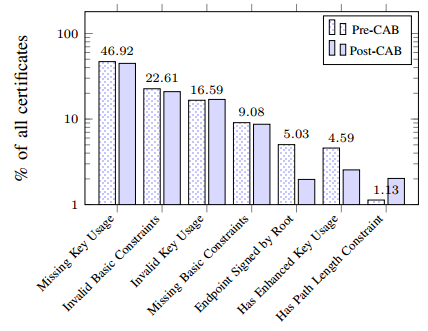 Pre-CAB
Post-CAB
% of all certificates
100
10
1
46.92
22.61
16.59
9.08
5.03
4.59
1.13
Missing Key Usage
Invalid Basic Constraints
Invalid Key Usage
Missing Basic Constraints
Endpoint Signed by Root
Has Enhanced Key Usage
Has Path Length Constraint